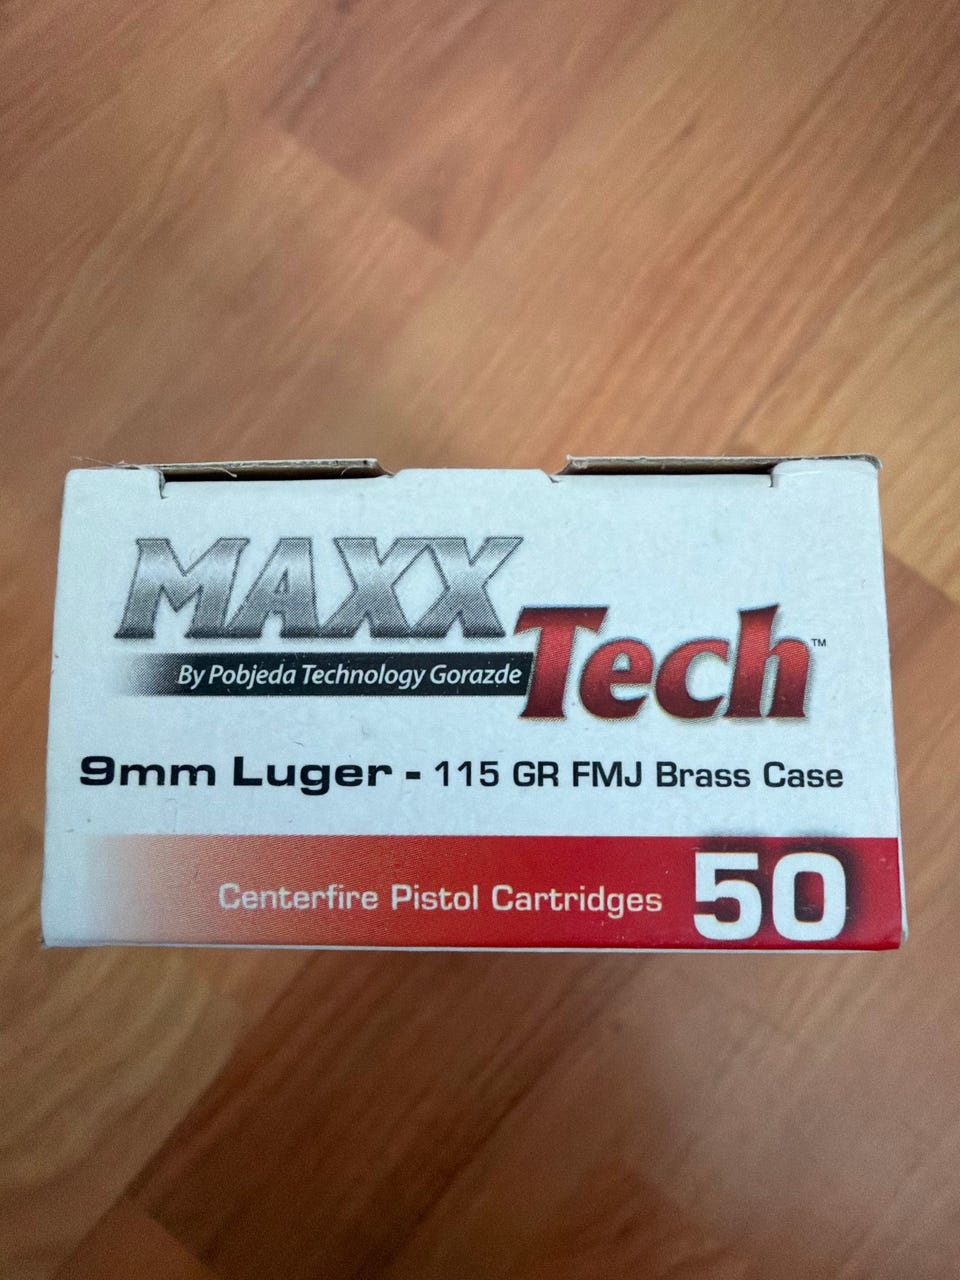 MAXX
Tech™
By Pobjeda Technology Gorazde
9mm Luger - 115 GR FMJ Brass Case
Centerfire Pistol Cartridges 50